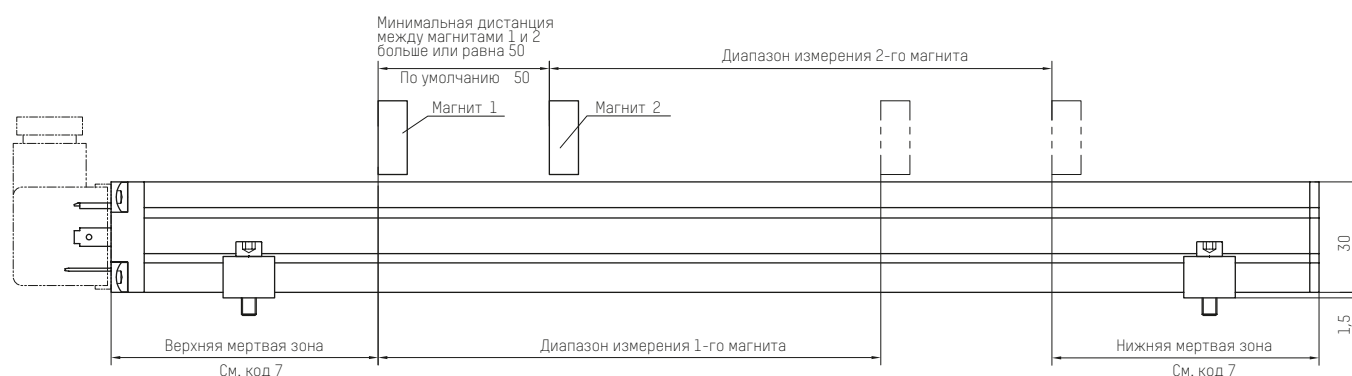 Минимальная дистанция
между магнитами 1 и 2
больше или равна 50
По умолчанию 50
Диапазон измерения 2-го магнита
Магнит 1
Магнит 2
30
1,5
Верхняя мертвая зона
См. код 7
Диапазон измерения 1-го магнита
Нижняя мертвая зона
См. код 7